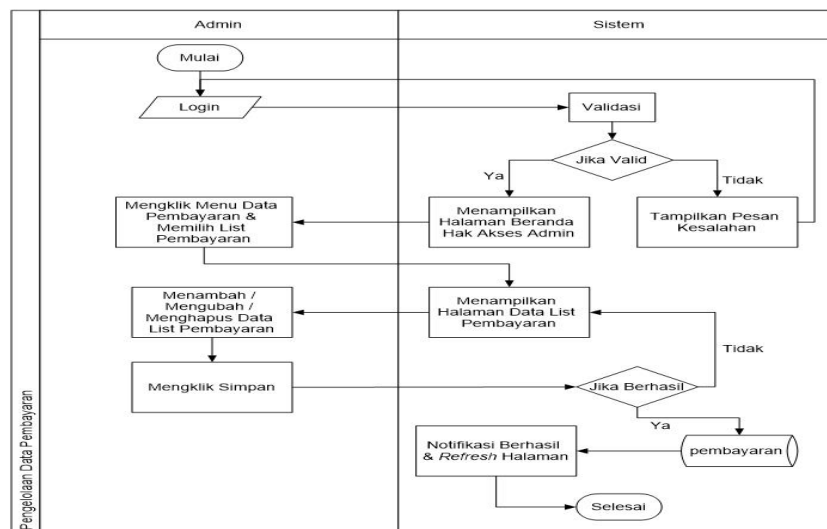 Admin
Sistem
Mulai
Login
Validasi
Jika Valid
Ya
Tidak
Mengklik Menu Data
Pembayaran &
Memilih List
Pembayaran
Menampilkan
Halaman Beranda
Hak Akses Admin
Tampilkan Pesan
Kesalahan
Menambah /
Mengubah /
Menghapus Data
List Pembayaran
Menampilkan
Halaman Data List
Pembayaran
Tidak
Mengklik Simpan
Jika Berhasil
Ya
Notifikasi Berhasil
& Refresh Halaman
pembayaran
Selesai
Pengelolaan Data Pembayaran